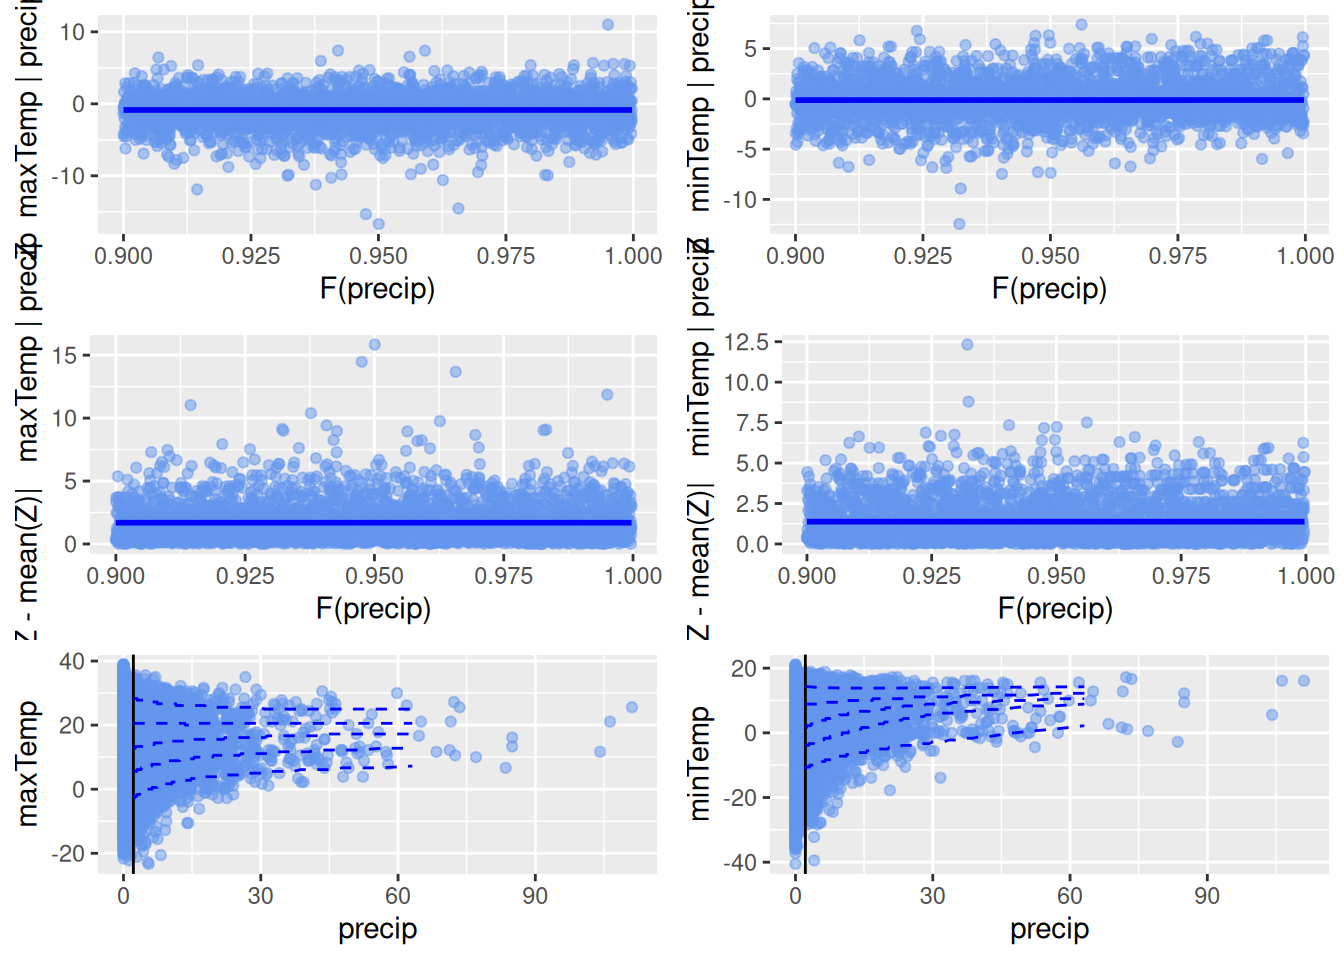 Z maxTemp | precip
10
0
-10
0.900 0.925 0.950 0.975 1.000
F(precip)
Z minTemp | precip
5
0
-5
-10
0.900 0.925 0.950 0.975 1.000
F(precip)
Z - mean(Z)| maxTemp | precip
15
10
5
0
0.900 0.925 0.950 0.975 1.000
F(precip)
Z - mean(Z)| minTemp | precip
12.5
10.0
7.5
5.0
2.5
0.0
0.900 0.925 0.950 0.975 1.000
F(precip)
maxTemp
40
20
0
-20
0 30 60 90
precip
minTemp
20
0
-20
-40
0 30 60 90
precip